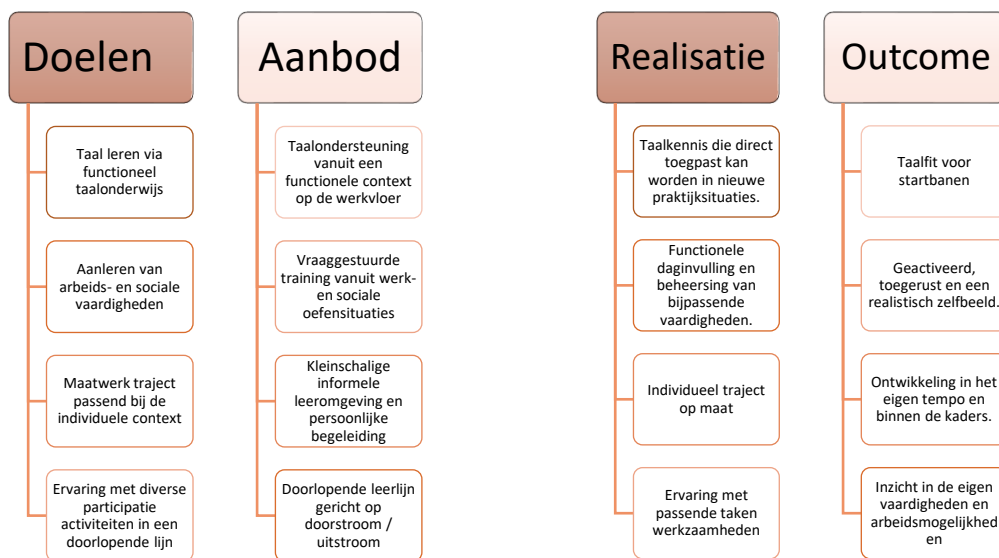 Doelen
Taal leren via
functioneel
taalonderwijs
Aanleren van
arbeids- en sociale
vaardigheden
Maatwerk traject
passend bij de
individuele context
Ervaring met diverse
participatie
activiteiten in een
doorlopende lijn
Aanbod
Taalondersteuning
vanuit een
functionele context
op de werkvloer
Vraaggestuurde
training vanuit werk-
en sociale
oefensituaties
Kleinschalige
informele
leeromgeving en
persoonlijke
begeleiding
Doorlopende leerlijn
gericht op
doorstroom /
uitstroom
Realisatie
Taalkennis die direct
toegpast kan
worden in nieuwe
praktijksituaties.
Functionele
daginvulling en
beheersing van
bijpassende
vaardigheden.
Individueel traject
op maat
Ervaring met
passende taken
werkzaamheden
Outcome
Taalfit voor
startbanen
Geactiveerd,
toegerust en een
realistisch zelfbeeld.
Ontwikkeling in het
eigen tempo en
binnen de kaders.
Inzicht in de eigen
vaardigheden en
arbeidsmogelijkhed
en